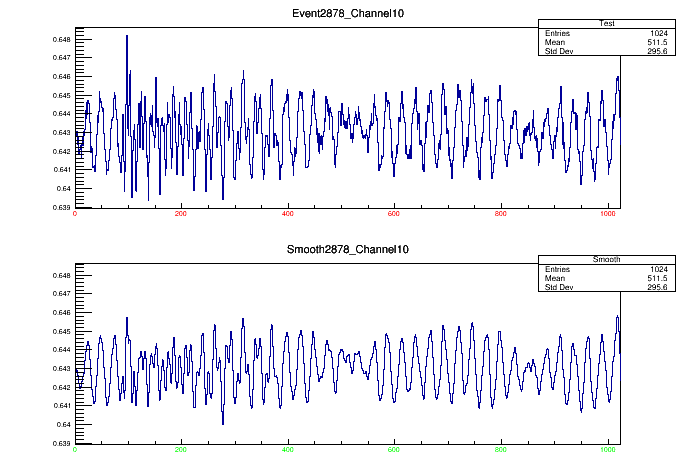 Event2878_Channel10
Test
Entries 1024
Mean 511.5
Std Dev 295.6
0.648
0.647
0.646
0.645
0.644
0.643
0.642
0.641
0.64
0.639
0 200 400 600 800 1000
Smooth2878_Channel10
Smooth
Entries 1024
Mean 511.5
Std Dev 295.6
0.648
0.647
0.646
0.645
0.644
0.643
0.642
0.641
0.64
0.639
0 200 400 600 800 1000